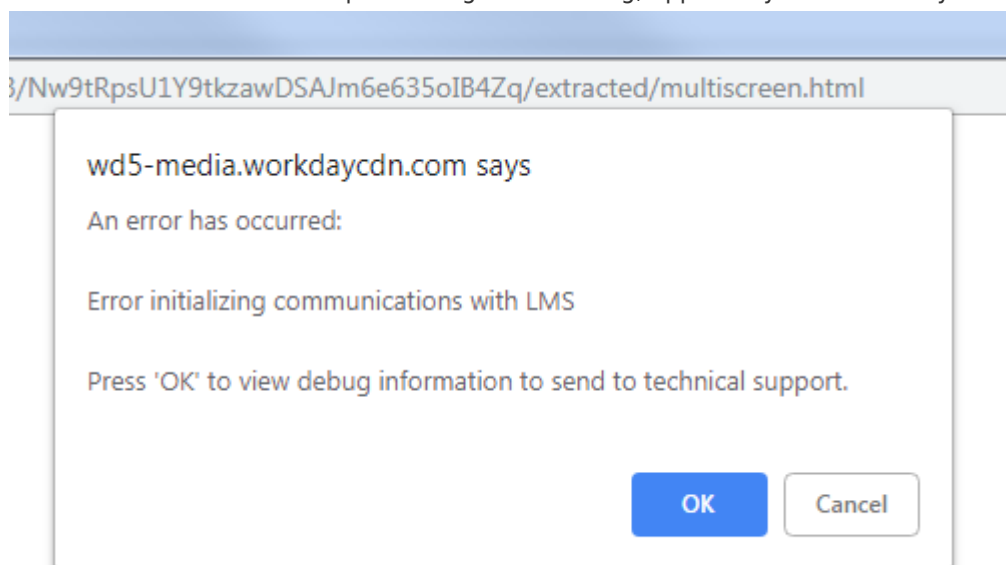 3/Nw9tRpsU1Y9tkzawDSAJm6e635oIB4Zq/extracted/multiscreen.html
wd5-media.workdaycdn.com says
An error has occurred:
Error initializing communications with LMS
Press 'OK' to view debug information to send to technical support.
OK
Cancel